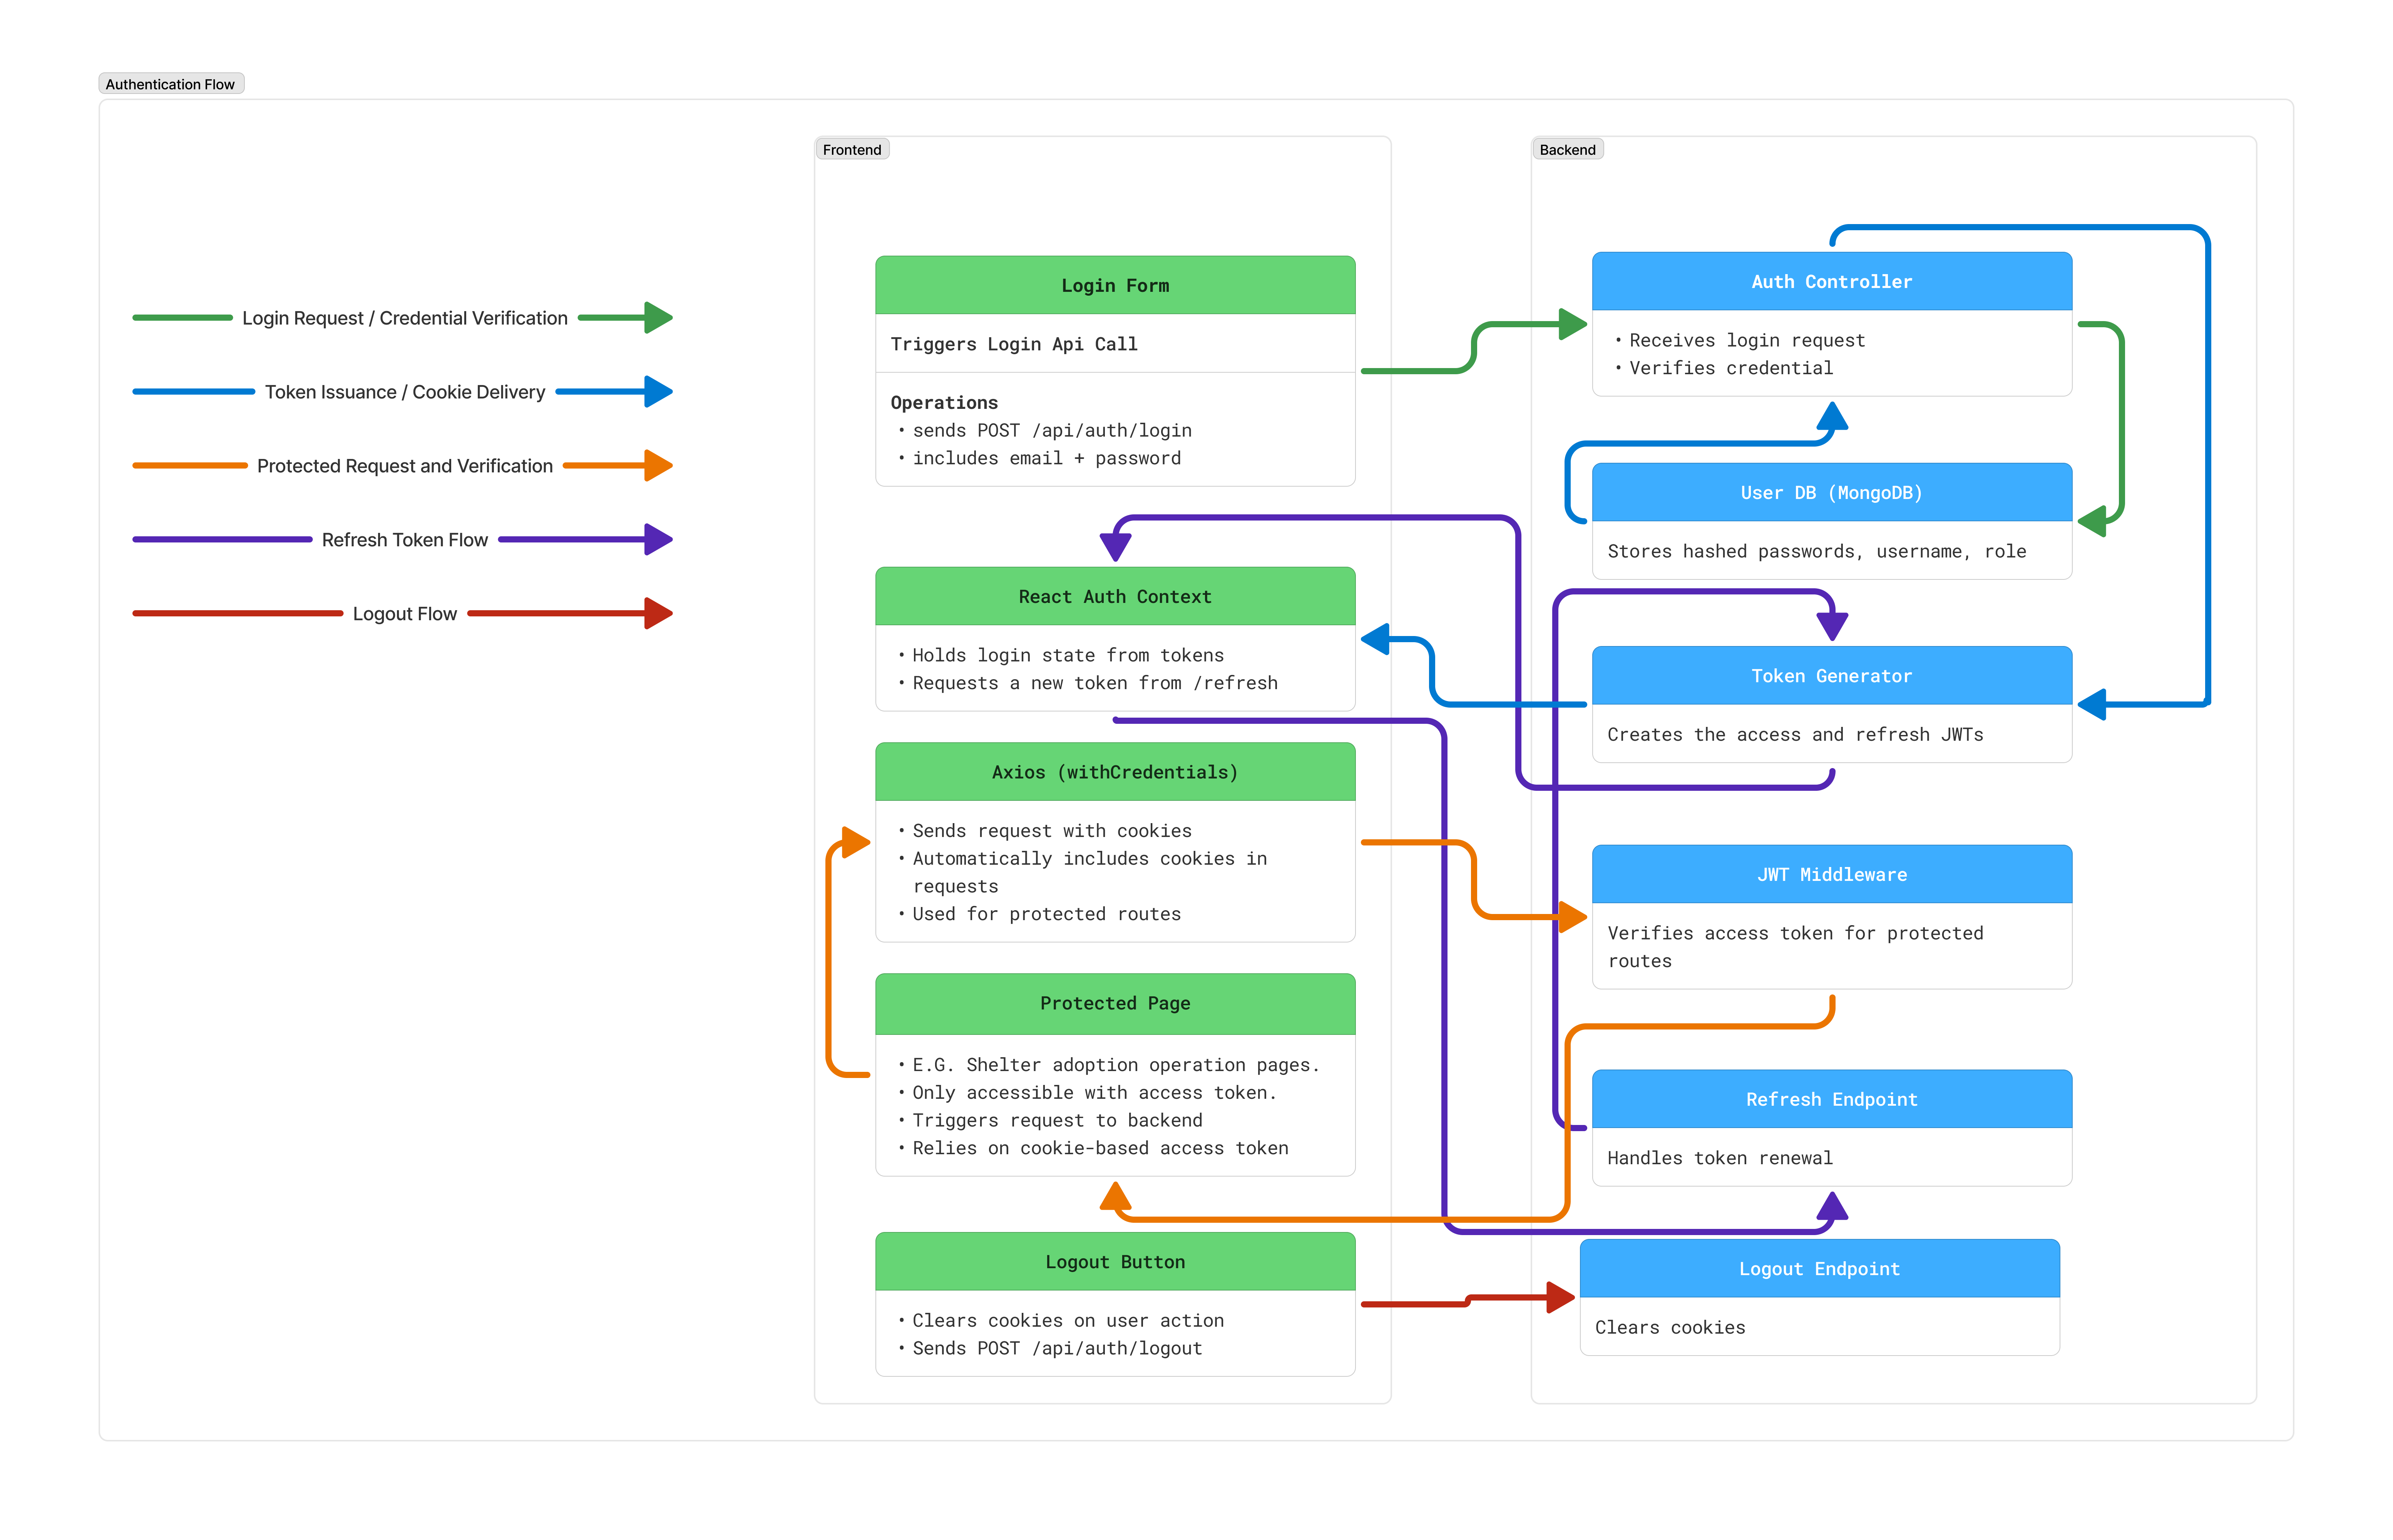 Authentication Flow
Login Request / Credential Verification
Token Issuance / Cookie Delivery
Protected Request and Verification
Refresh Token Flow
Logout Flow
Frontend
Login Form
Triggers Login Api Call
Operations
• sends POST /api/auth/login
• includes email + password
React Auth Context
• Holds login state from tokens
• Requests a new token from /refresh
Axios (withCredentials)
• Sends request with cookies
• Automatically includes cookies in
requests
• Used for protected routes
Protected Page
• E.G. Shelter adoption operation pages.
• Only accessible with access token.
• Triggers request to backend
• Relies on cookie-based access token
Logout Button
• Clears cookies on user action
• Sends POST /api/auth/logout
Backend
Auth Controller
• Receives login request
• Verifies credential
User DB (MongoDB)
Stores hashed passwords, username, role
Token Generator
Creates the access and refresh JWTs
JWT Middleware
Verifies access token for protected
routes
Refresh Endpoint
Handles token renewal
Logout Endpoint
Clears cookies